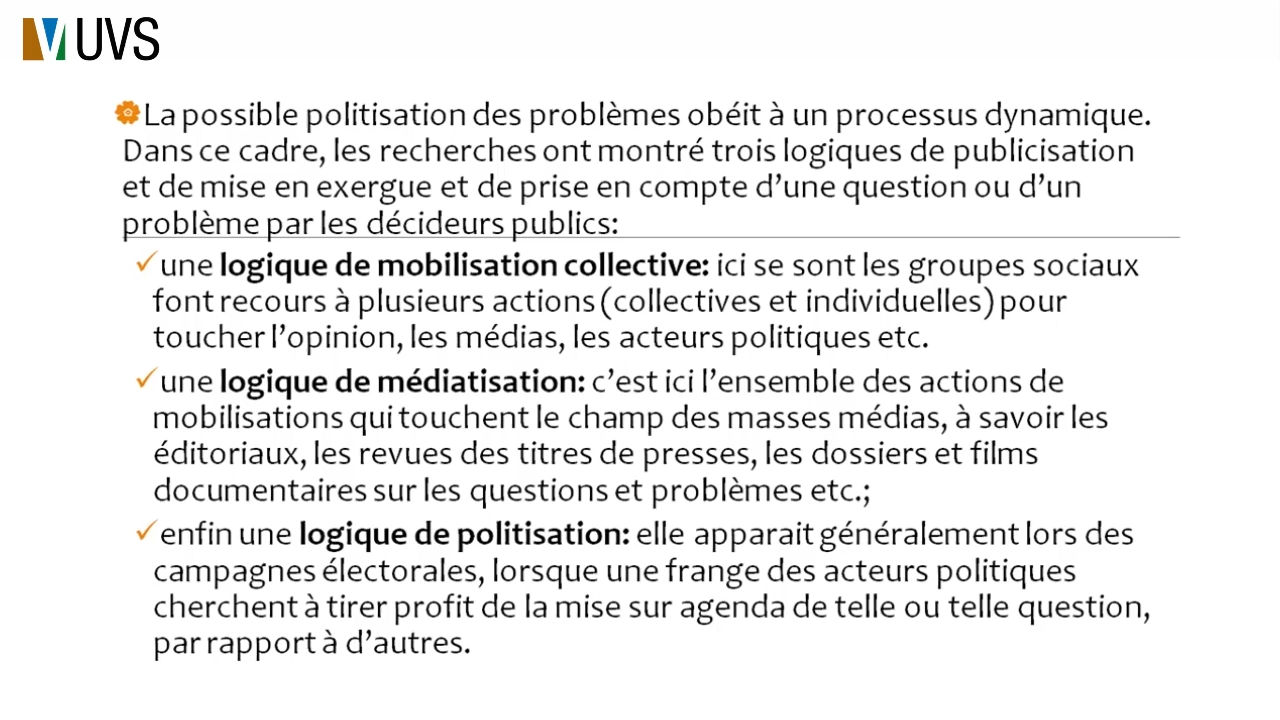 UVS
La possible politisation des problèmes obéit à un processus dynamique.
Dans ce cadre, les recherches ont montré trois logiques de publicisation
et de mise en exergue et de prise en compte d’une question ou d’un
problème par les décideurs publics:
✓une logique de mobilisation collective: ici se sont les groupes sociaux
font recours à plusieurs actions (collectives et individuelles) pour
toucher l’opinion, les médias, les acteurs politiques etc.
✓une logique de médiatisation: c’est ici l’ensemble des actions de
mobilisations qui touchent le champ des masses médias, à savoir les
éditoriaux, les revues des titres de presses, les dossiers et films
documentaires sur les questions et problèmes etc.;
✓enfin une logique de politisation: elle apparait généralement lors des
campagnes électorales, lorsque une frange des acteurs politiques
cherchent à tirer profit de la mise sur agenda de telle ou telle question,
par rapport à d’autres.